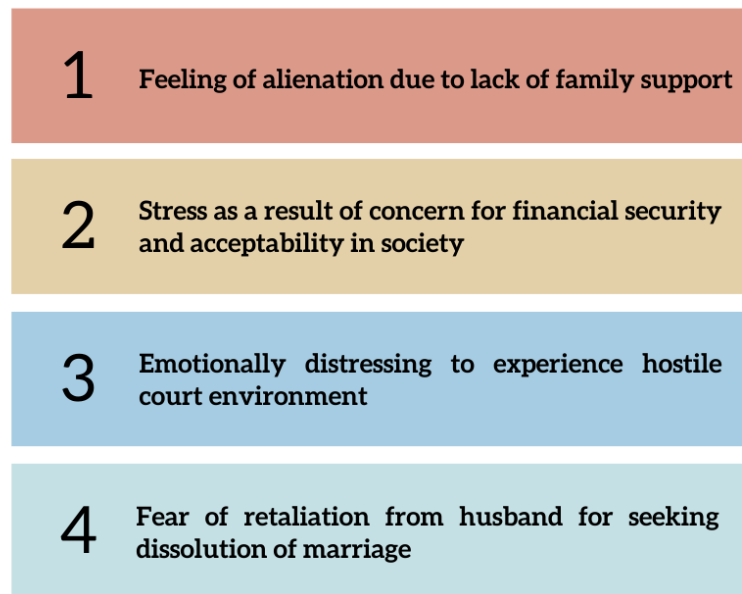 1
Feeling of alienation due to lack of family support
2
Stress as a result of concern for financial security
and acceptability in society
3
Emotionally distressing to experience hostile
court environment
4
Fear of retaliation from husband for seeking
dissolution of marriage